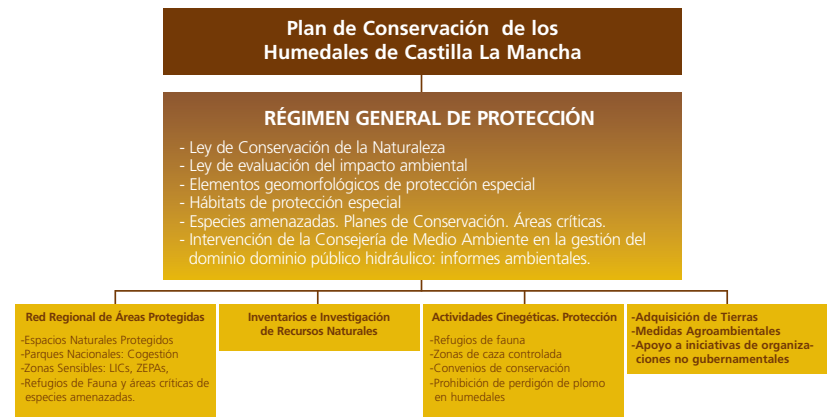 Plan de Conservación de los
Humedales de Castilla La Mancha
RÉGIMEN GENERAL DE PROTECCIÓN
- Ley de Conservación de la Naturaleza
- Ley de evaluación del impacto ambiental
- Elementos geomorfológicos de protección especial
- Hábitats de protección especial
- Especies amenazadas. Planes de Conservación. Áreas críticas.
- Intervención de la Consejería de Medio Ambiente en la gestión del
dominio dominio público hidráulico: informes ambientales.
Red Regional de Áreas Protegidas
-Espacios Naturales Protegidos
-Parques Nacionales: Cogestión
-Zonas Sensibles: LICs, ZEPAs,
-Refugios de Fauna y áreas críticas de
especies amenazadas.
Inventarios e Investigación
de Recursos Naturales
Actividades Cinegéticas. Protección
-Refugios de fauna
-Zonas de caza controlada
-Convenios de conservación
-Prohibición de perdigón de plomo
en humedales
-Adquisición de Tierras
-Medidas Agroambientales
-Apoyo a iniciativas de organiza-
ciones no gubernamentales